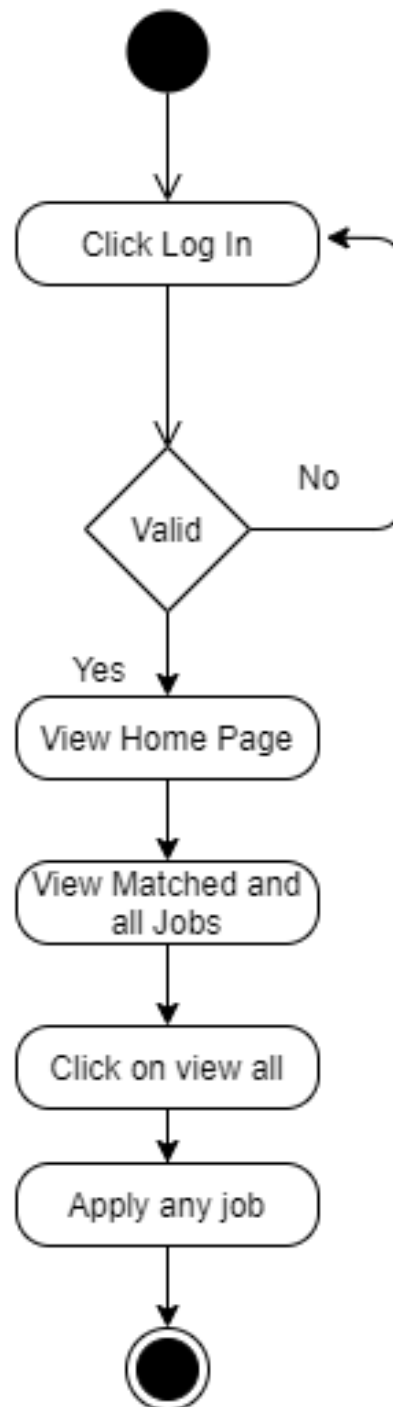 Click Log In
No
Valid
Yes
View Home Page
View Matched and
all Jobs
Click on view all
Apply any job